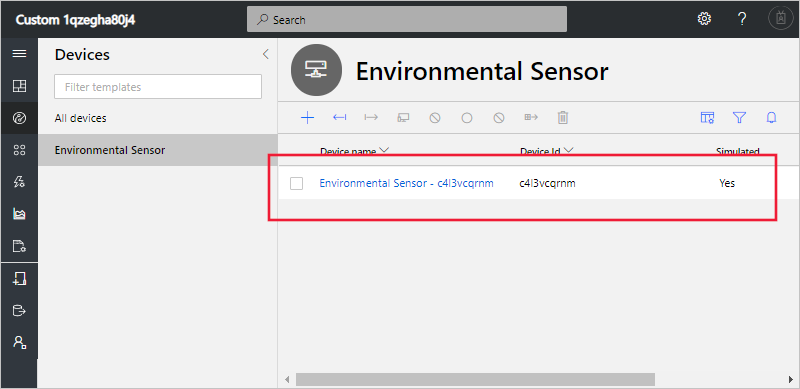 Custom 1qzegha80j4
Search
?
Devices
Filter templates
All devices
Environmental Sensor
Environmental Sensor
Device name
Device Id
Simulated
Environmental Sensor - c4l3vcqrnm
c4l3vcqrnm
Yes